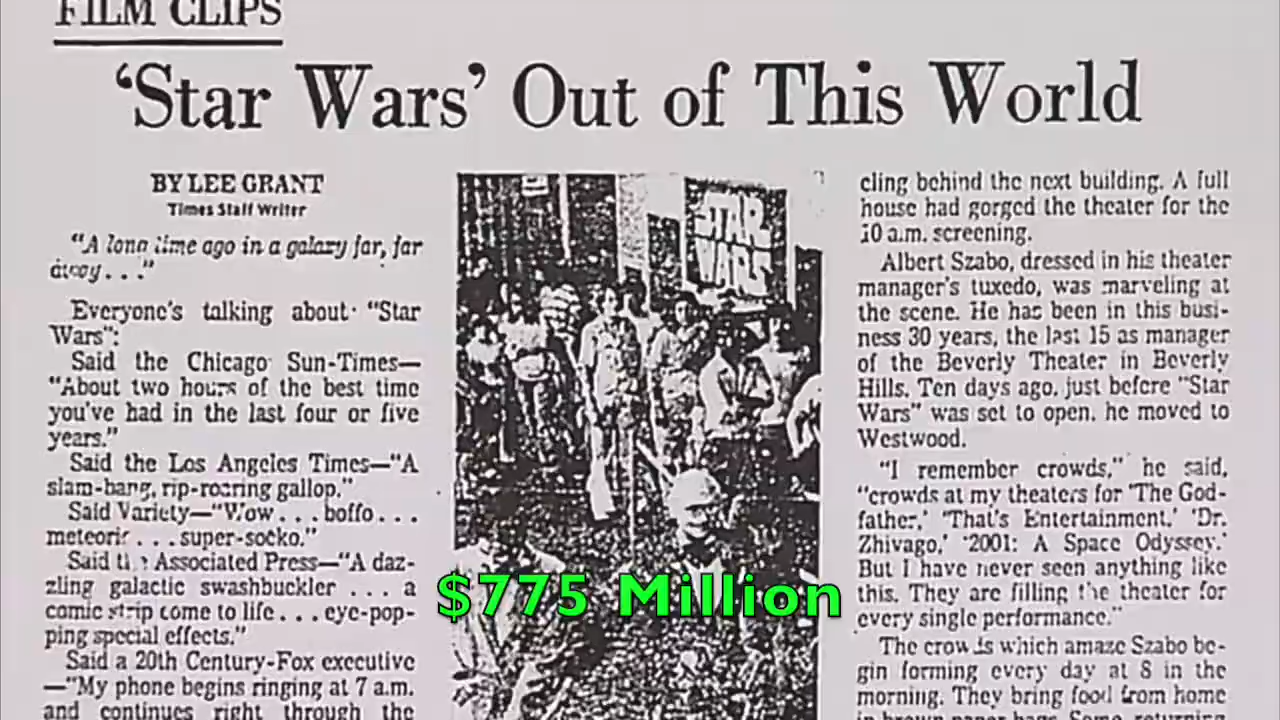 FILM CLIPS
'Star Wars' Out of This World
BY LEE GRANT
Times Staff Writer
"A long time ago in a galaxy far, far
away . . ."
Everyone's talking about "Star
Wars":
Said the Chicago Sun-Times—
"About two hours of the best time
you've had in the last four or five
years."
Said the Los Angeles Times—"A
slam-bang, rip-roaring gallop."
Said Variety—"Wow . . . boffo . . .
meteoric . . . super-socko."
Said the Associated Press—"A daz-
zling galactic swashbuckler . . . a
comic strip come to life . . . eye-pop-
ping special effects."
Said a 20th Century-Fox executive
—"My phone begins ringing at 7 a.m.
and continues right through the
$775 Million
cling behind the next building. A full
house had gorged the theater for the
10 a.m. screening.
Albert Szabo, dressed in his theater
manager's tuxedo, was marveling at
the scene. He has been in this busi-
ness 30 years, the last 15 as manager
of the Beverly Theater in Beverly
Hills. Ten days ago, just before "Star
Wars" was set to open, he moved to
Westwood.
"I remember crowds," he said,
"crowds at my theaters for 'The God-
father,' 'That's Entertainment,' 'Dr.
Zhivago,' '2001: A Space Odyssey.'
But I have never seen anything like
this. They are filling the theater for
every single performance."
The crowds which amaze Szabo be-
gin forming every day at 8 in the
morning. They bring food from home
in brown paper bags. Some, returning